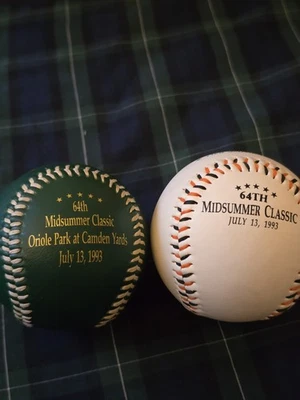 64th
Midsummer Classic
Oriole Park at Camden Yards
July 13, 1993
64TH
MIDSUMMER CLASSIC
JULY 13, 1993